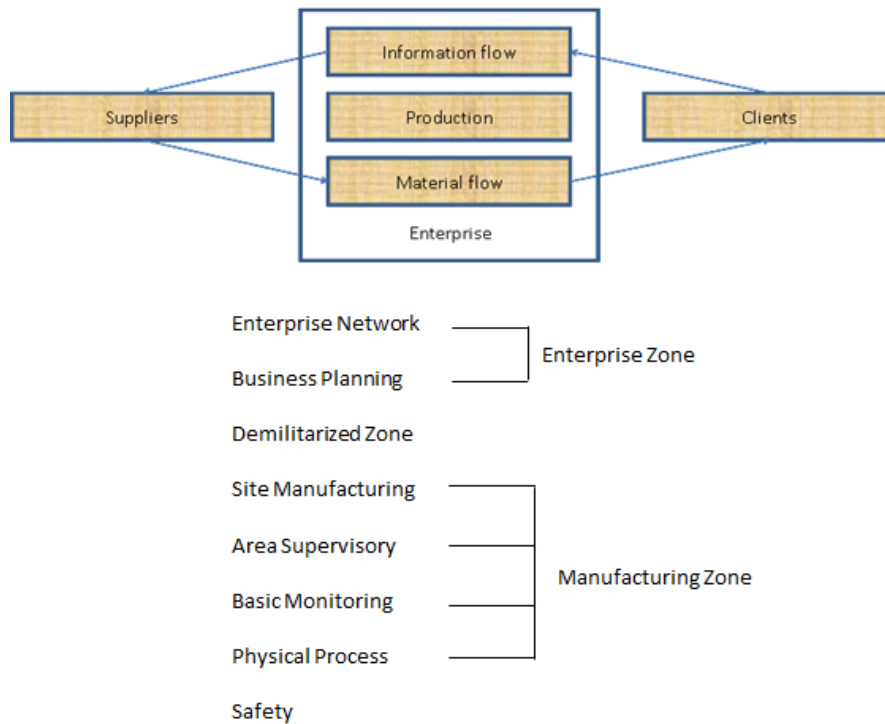 Information flow
Suppliers
Production
Clients
Material flow
Enterprise
Enterprise Network
Enterprise Zone
Business Planning
Demilitarized Zone
Site Manufacturing
Area Supervisory
Manufacturing Zone
Basic Monitoring
Physical Process
Safety